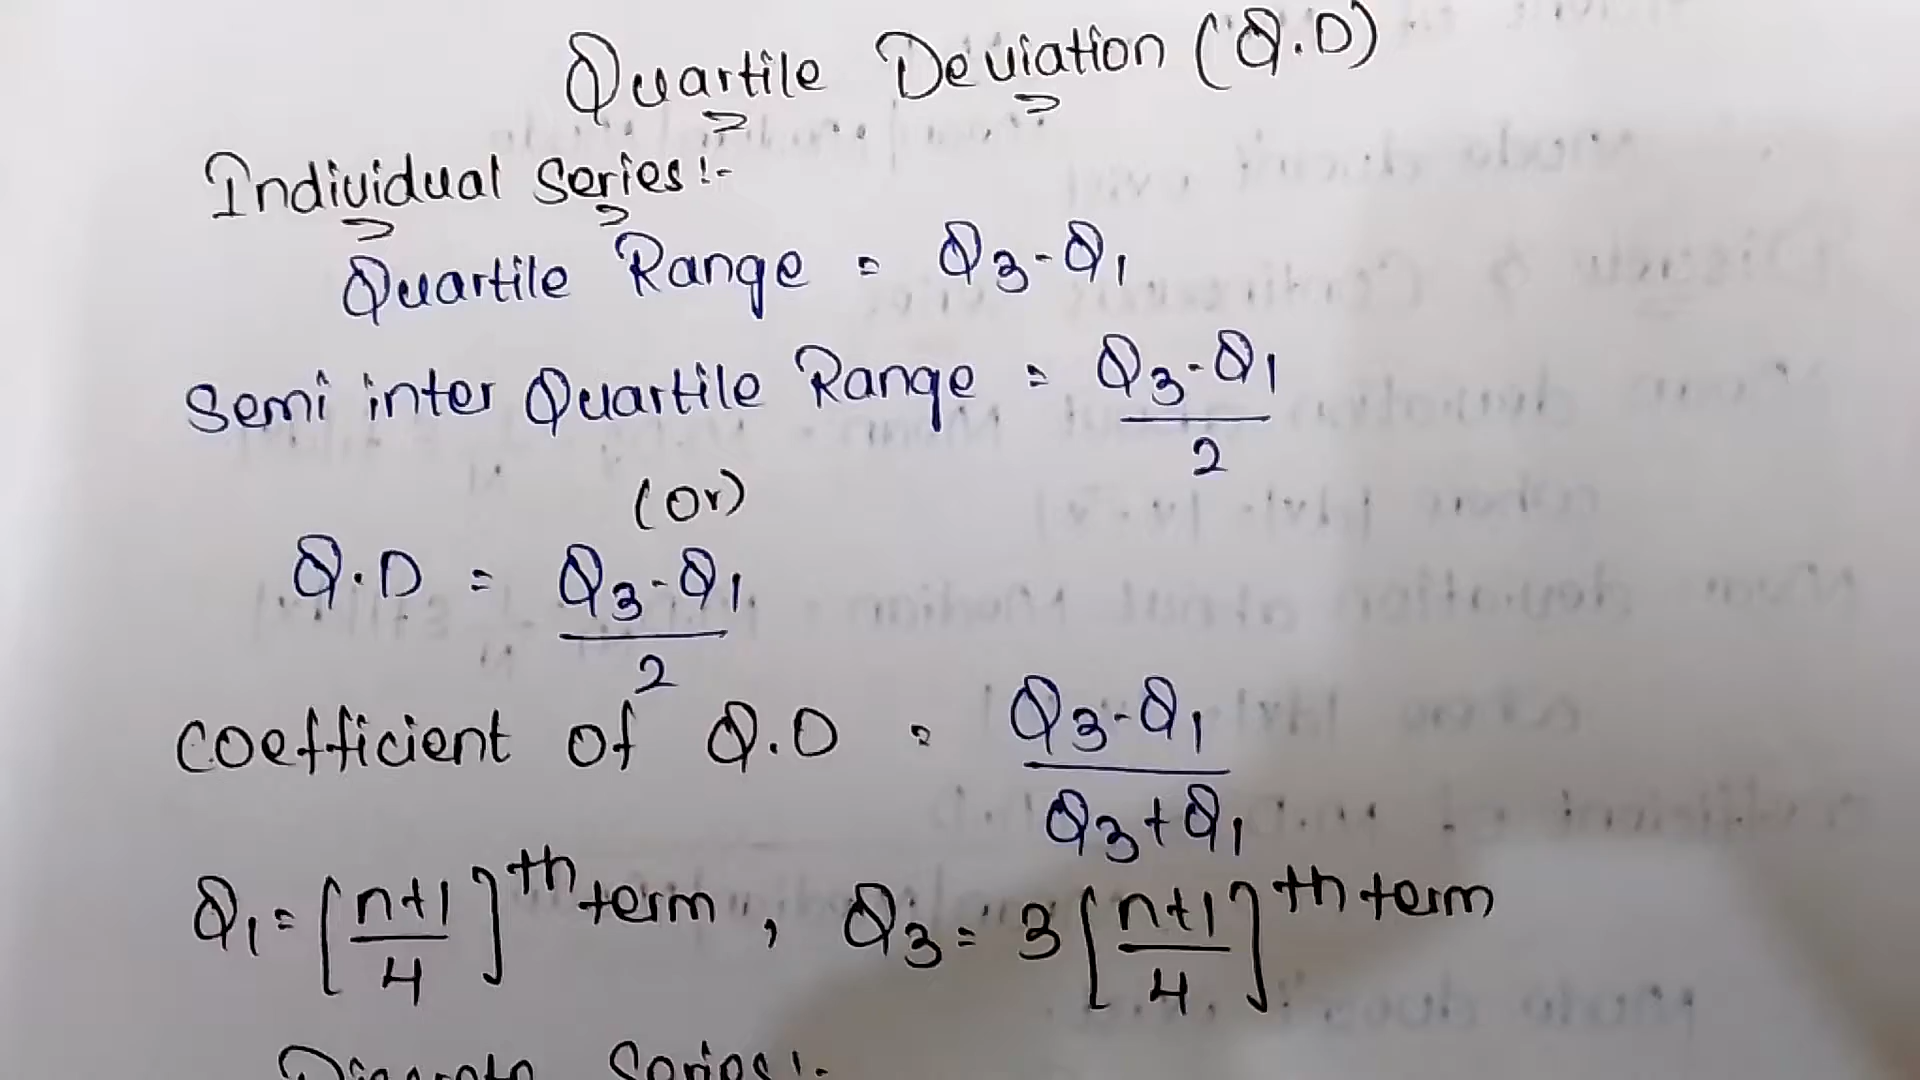 Quartile Deviation (Q.D)
Individual Series:-
Quartile Range = Q3-Q1
Semi inter Quartile Range = Q3-Q1 / 2
(or)
Q.D = Q3-Q1 / 2
coefficient of Q.D = Q3-Q1 / Q3+Q1
Q1 = [n+1 / 4]th term, Q3 = 3[n+1 / 4]th term
Series:-